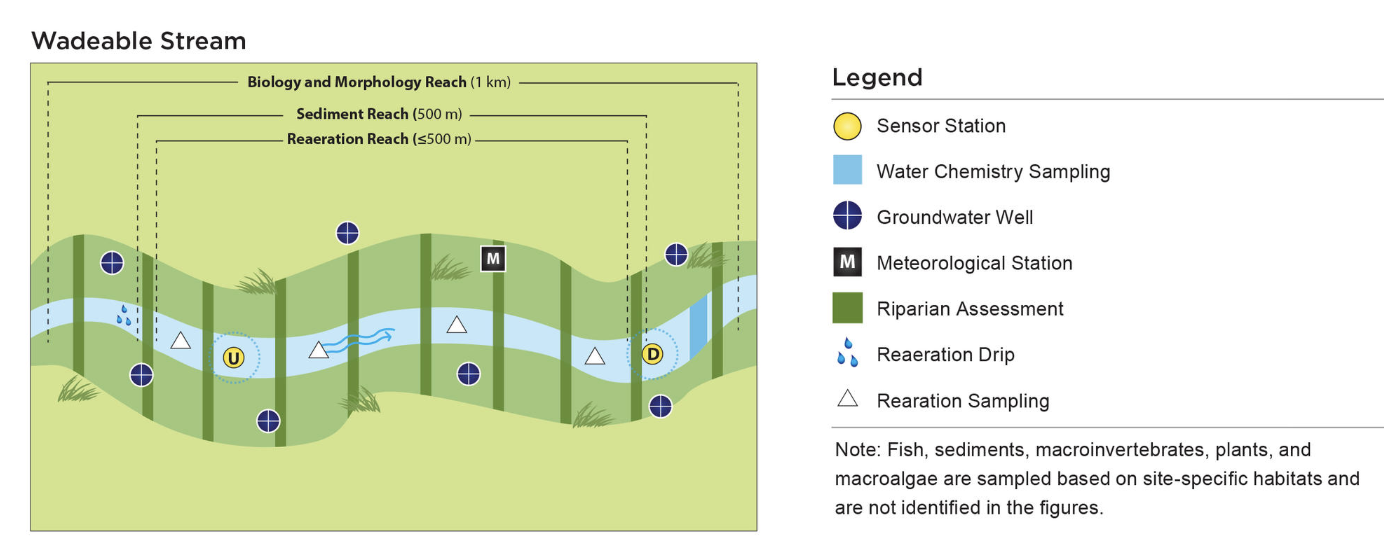 Wadeable Stream
Biology and Morphology Reach (1 km)
Sediment Reach (500 m)
Reaeration Reach (≤500 m)
M
U
D
Legend
Sensor Station
Water Chemistry Sampling
Groundwater Well
M Meteorological Station
Riparian Assessment
Reaeration Drip
Rearation Sampling
Note: Fish, sediments, macroinvertebrates, plants, and
macroalgae are sampled based on site-specific habitats and
are not identified in the figures.